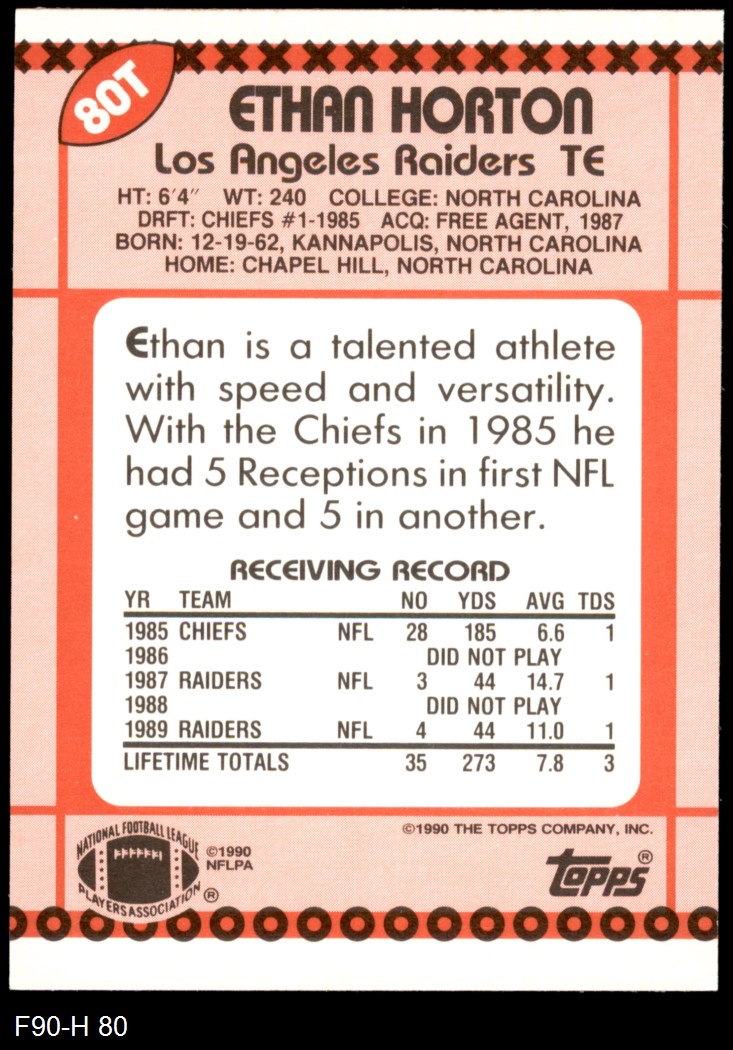 80T
ETHAN HORTON
Los Angeles Raiders TE
HT: 6'4" WT: 240 COLLEGE: NORTH CAROLINA
DRFT: CHIEFS #1-1985 ACQ: FREE AGENT, 1987
BORN: 12-19-62, KANNAPOLIS, NORTH CAROLINA
HOME: CHAPEL HILL, NORTH CAROLINA
Ethan is a talented athlete
with speed and versatility.
With the Chiefs in 1985 he
had 5 Receptions in first NFL
game and 5 in another.
RECEIVING RECORD
YR TEAM NO YDS AVG TDS
1985 CHIEFS NFL 28 185 6.6 1
1986 DID NOT PLAY
1987 RAIDERS NFL 3 44 14.7 1
1988 DID NOT PLAY
1989 RAIDERS NFL 4 44 11.0 1
LIFETIME TOTALS 35 273 7.8 3
©1990 THE TOPPS COMPANY, INC.
NATIONAL FOOTBALL LEAGUE
PLAYERS ASSOCIATION ®
©1990
NFLPA
topps®
F90-H 80